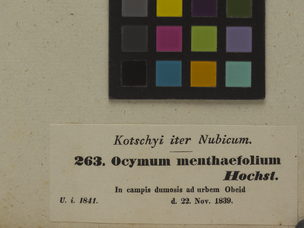 Kotschyi iter Nubicum.
263. Ocymum menthaefolium
Hochst.
In campis dumosis ad urbem Obeid
U. i. 1841. d. 22. Nov. 1839.